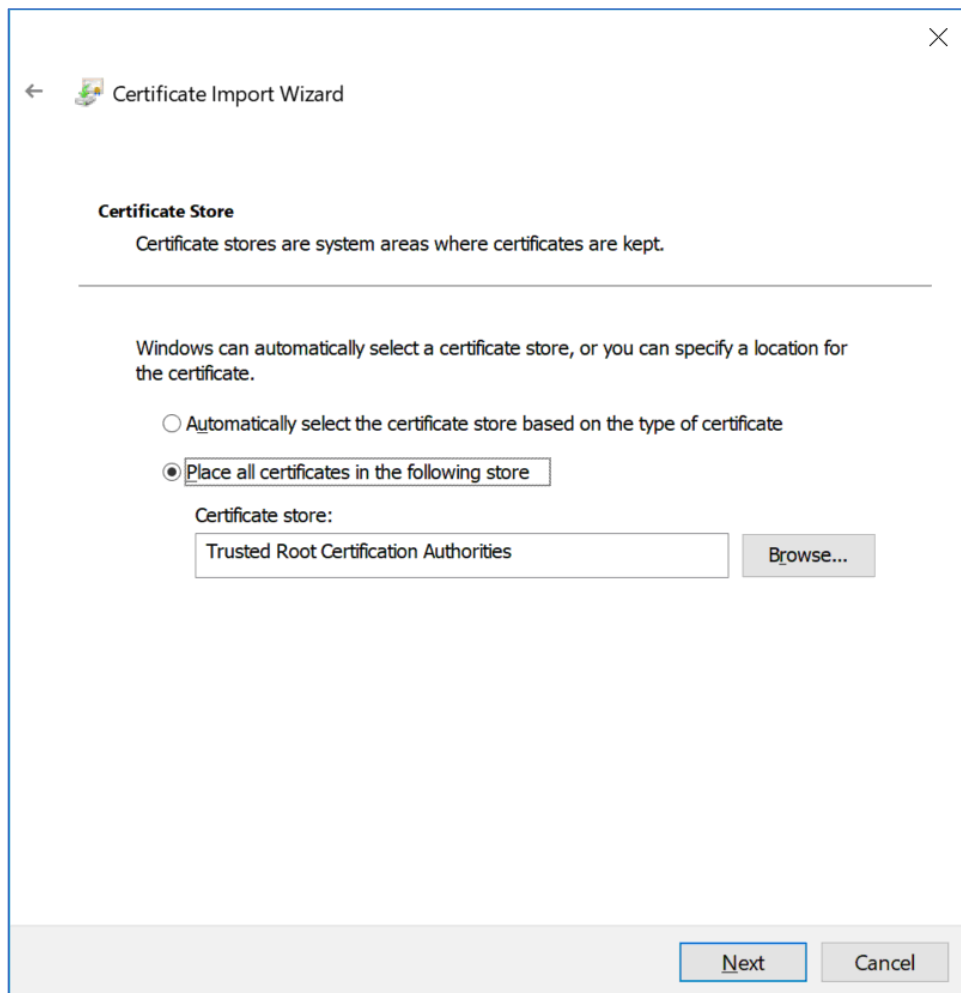 Certificate Import Wizard
Certificate Store
Certificate stores are system areas where certificates are kept.
Windows can automatically select a certificate store, or you can specify a location for
the certificate.
Automatically select the certificate store based on the type of certificate
Place all certificates in the following store
Certificate store:
Trusted Root Certification Authorities
Browse...
Next
Cancel